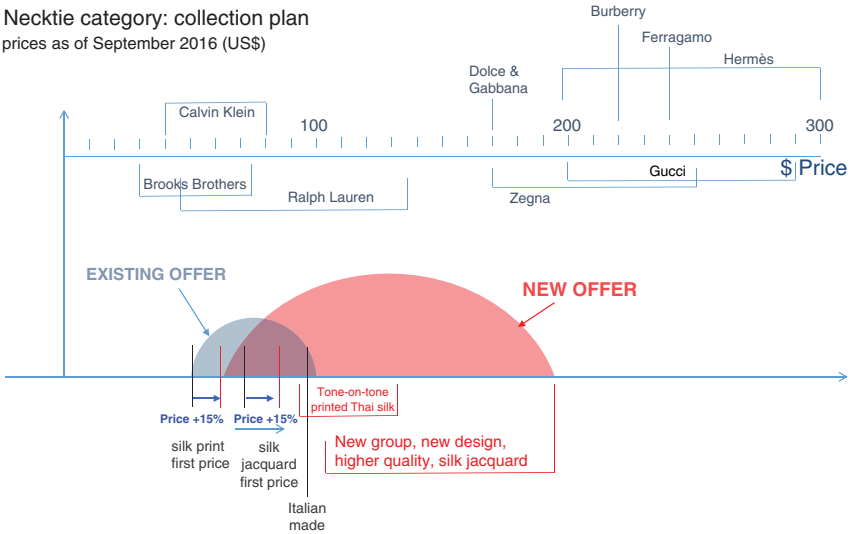 Necktie category: collection plan
prices as of September 2016 (US$)
Burberry
Ferragamo
Hermès
Dolce &
Gabbana
Calvin Klein
100
200
300
$ Price
Brooks Brothers
Ralph Lauren
Gucci
Zegna
EXISTING OFFER
NEW OFFER
Price +15%
Price +15%
Tone-on-tone
printed Thai silk
silk print
first price
silk
jacquard
first price
New group, new design,
higher quality, silk jacquard
Italian
made